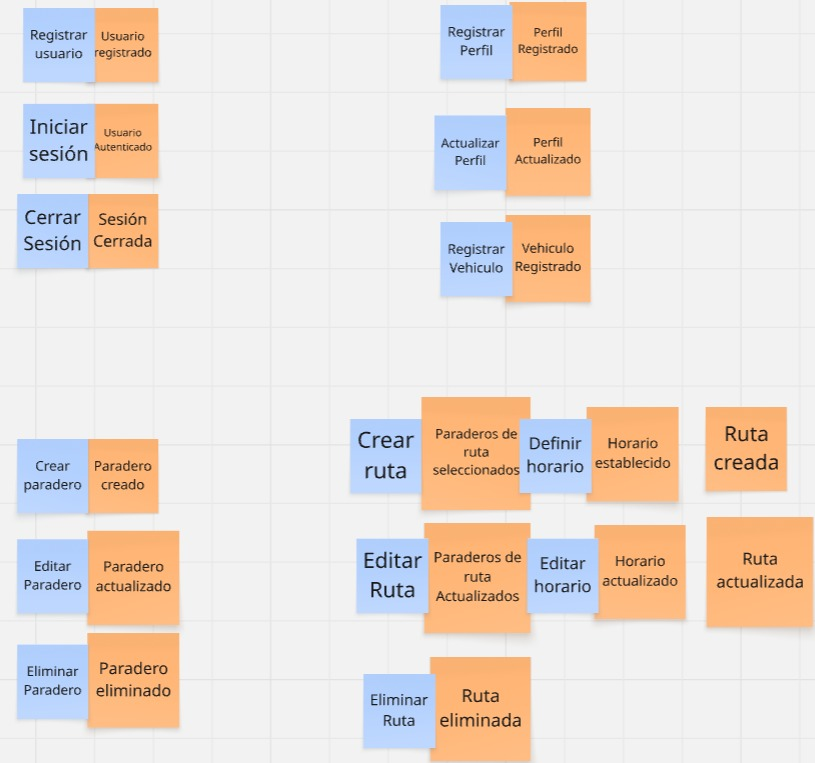 Registrar
usuario
Usuario
registrado
Iniciar
sesión
Usuario
Autenticado
Cerrar
Sesión
Sesión
Cerrada
Registrar
Perfil
Perfil
Registrado
Actualizar
Perfil
Perfil
Actualizado
Registrar
Vehiculo
Vehiculo
Registrado
Crear
paradero
Paradero
creado
Editar
Paradero
Paradero
actualizado
Eliminar
Paradero
Paradero
eliminado
Crear
ruta
Paraderos de
ruta
seleccionados
Definir
horario
Horario
establecido
Ruta
creada
Editar
Ruta
Paraderos de
ruta
Actualizados
Editar
horario
Horario
actualizado
Ruta
actualizada
Eliminar
Ruta
Ruta
eliminada